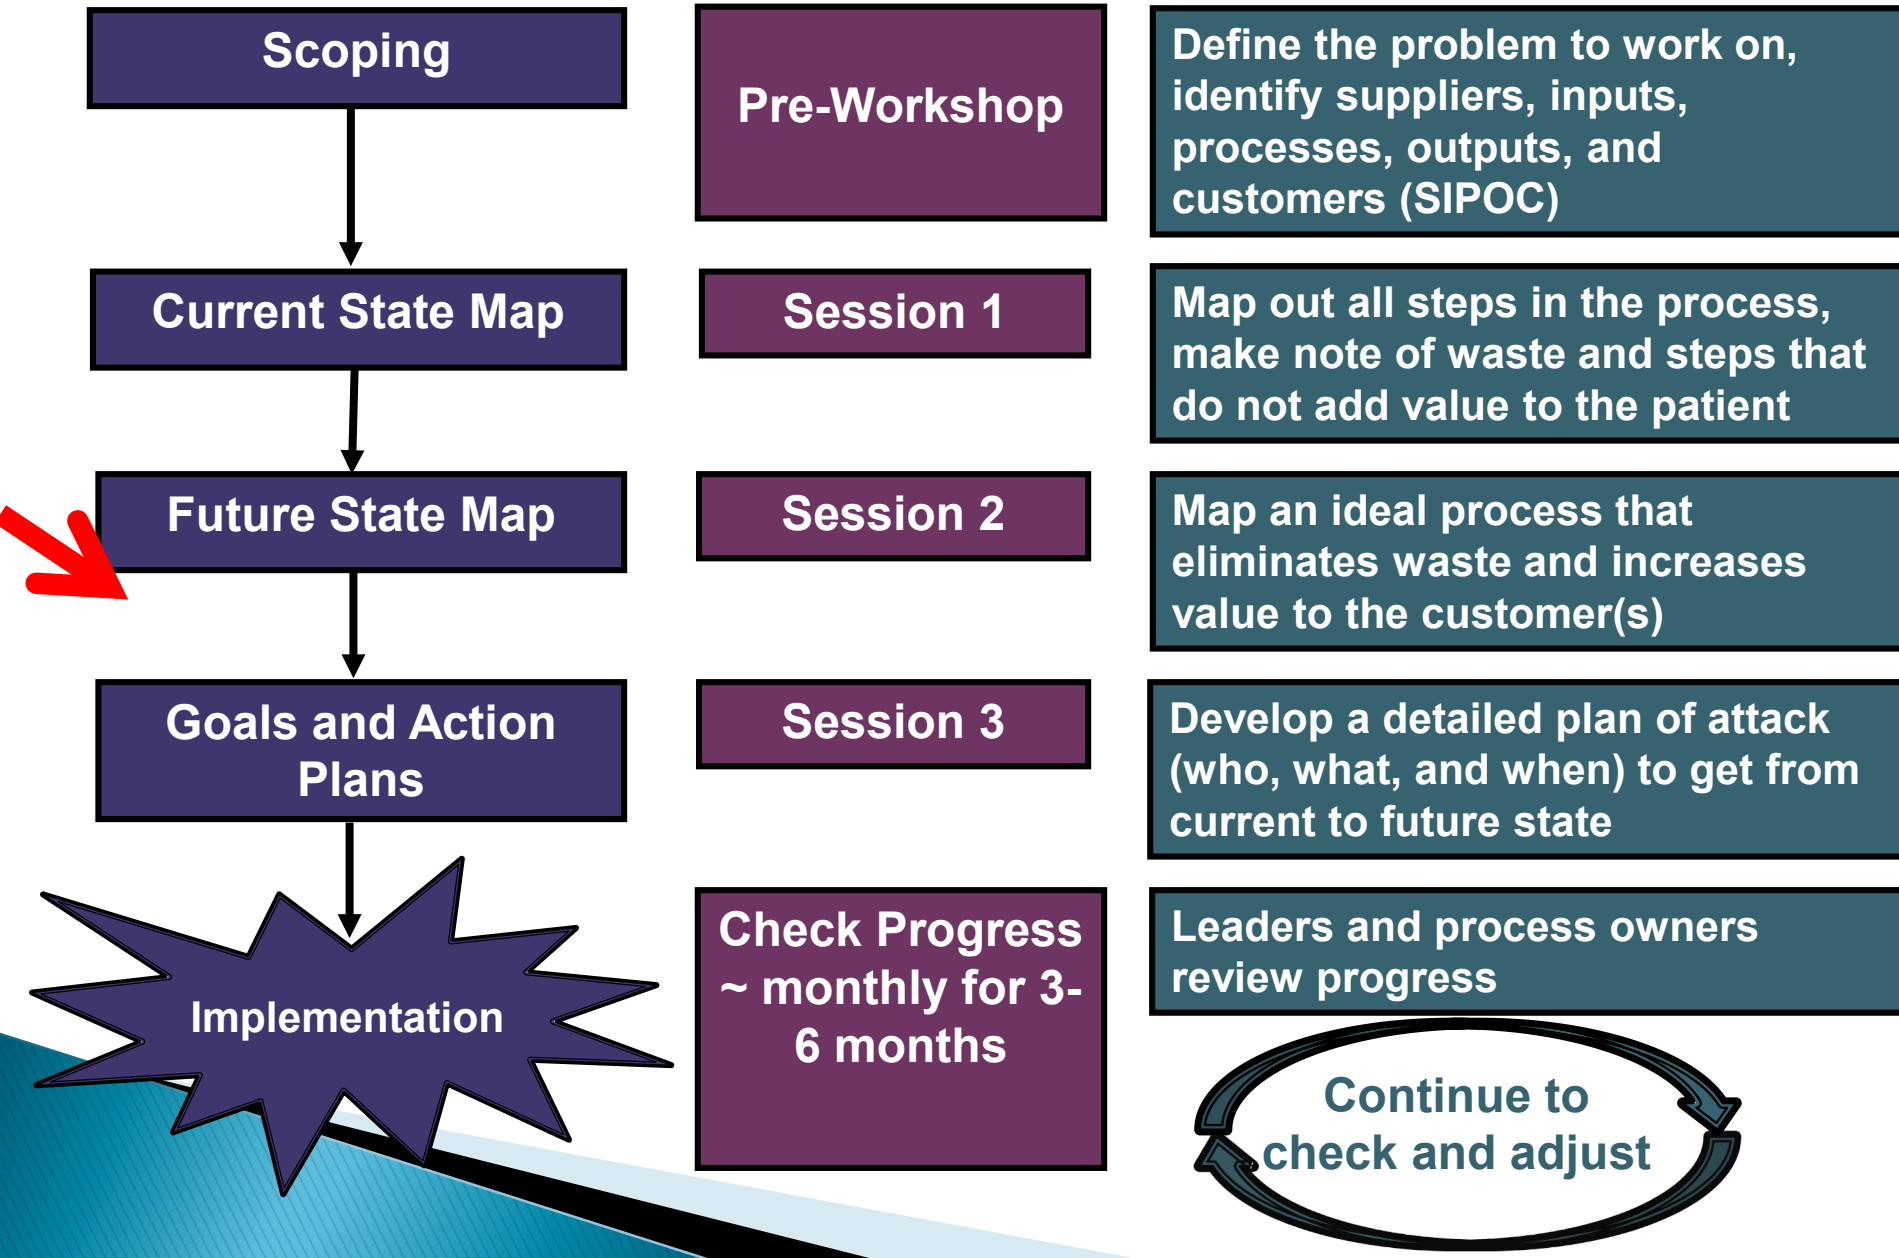 Scoping
Pre-Workshop
Define the problem to work on,
identify suppliers, inputs,
processes, outputs, and
customers (SIPOC)
Current State Map
Session 1
Map out all steps in the process,
make note of waste and steps that
do not add value to the patient
Future State Map
Session 2
Map an ideal process that
eliminates waste and increases
value to the customer(s)
Goals and Action
Plans
Session 3
Develop a detailed plan of attack
(who, what, and when) to get from
current to future state
Implementation
Check Progress
~ monthly for 3-
6 months
Leaders and process owners
review progress
Continue to
check and adjust